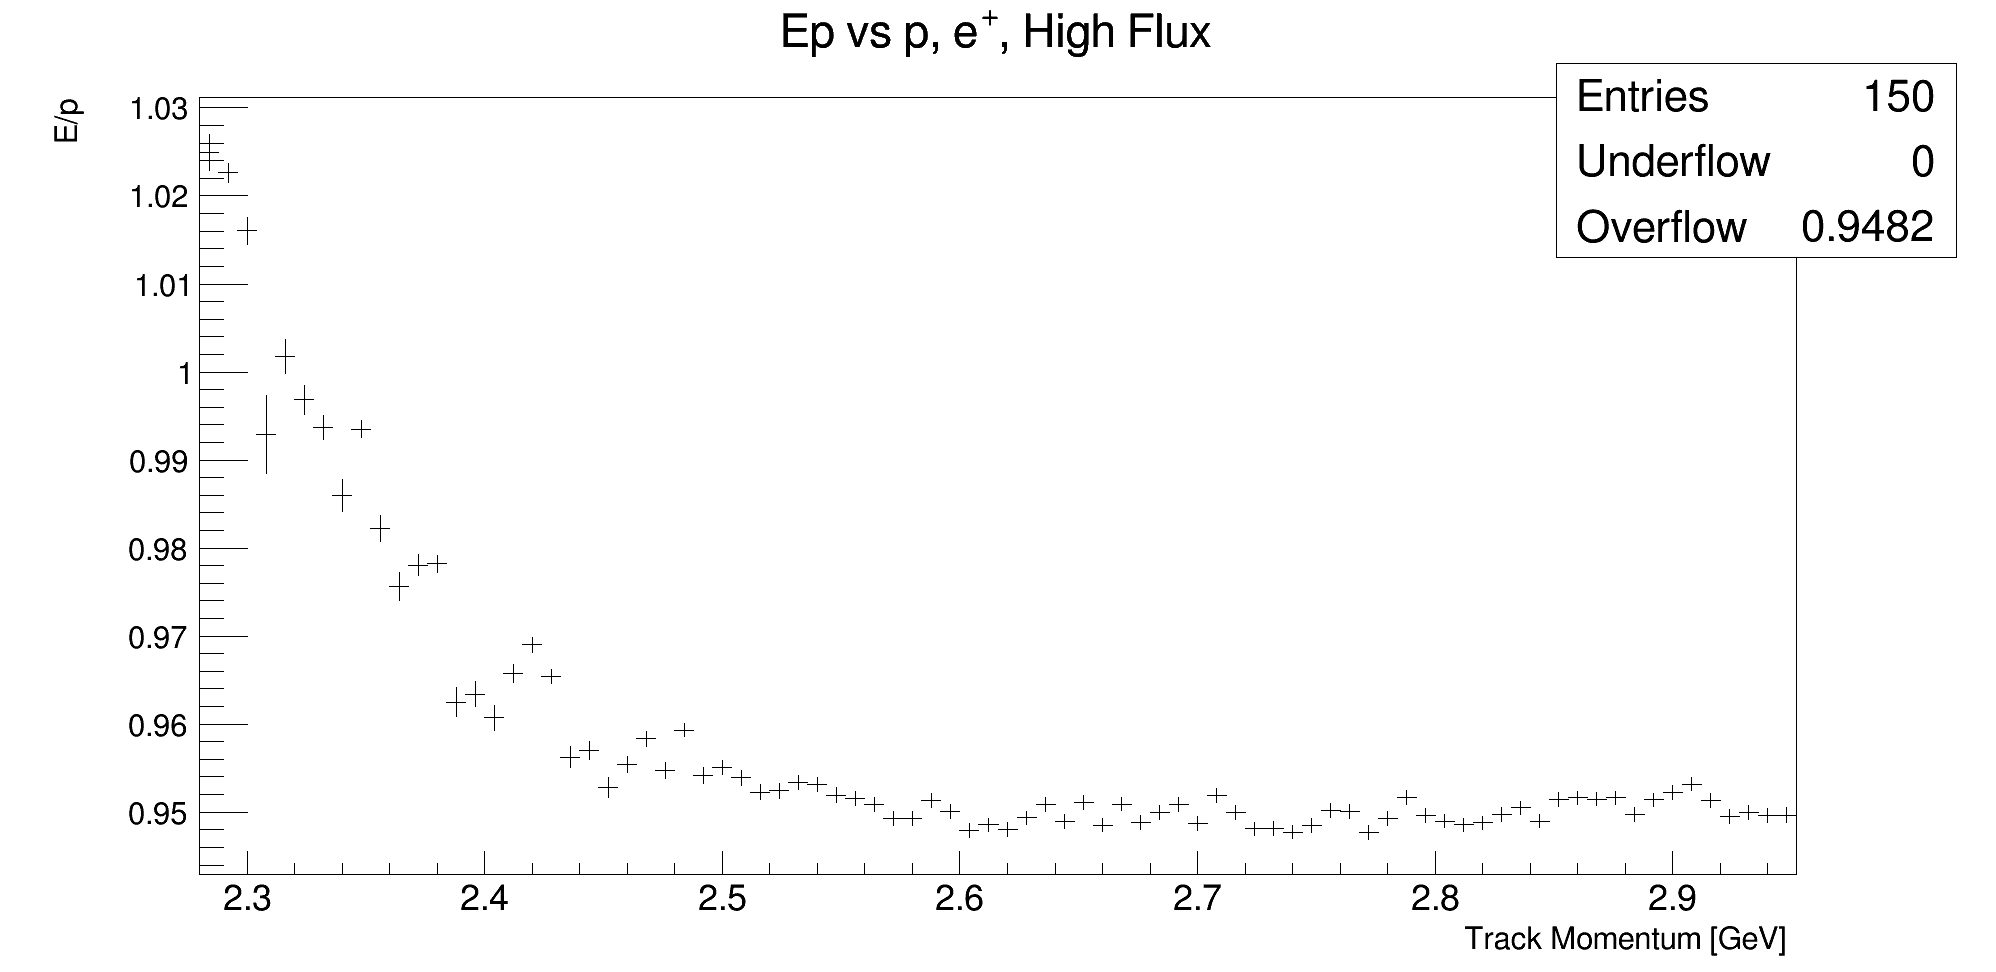 Ep vs p, e⁺, High Flux
Entries 150
Underflow 0
Overflow 0.9482
E/p
1.03
1.02
1.01
1
0.99
0.98
0.97
0.96
0.95
2.3 2.4 2.5 2.6 2.7 2.8 2.9
Track Momentum [GeV]